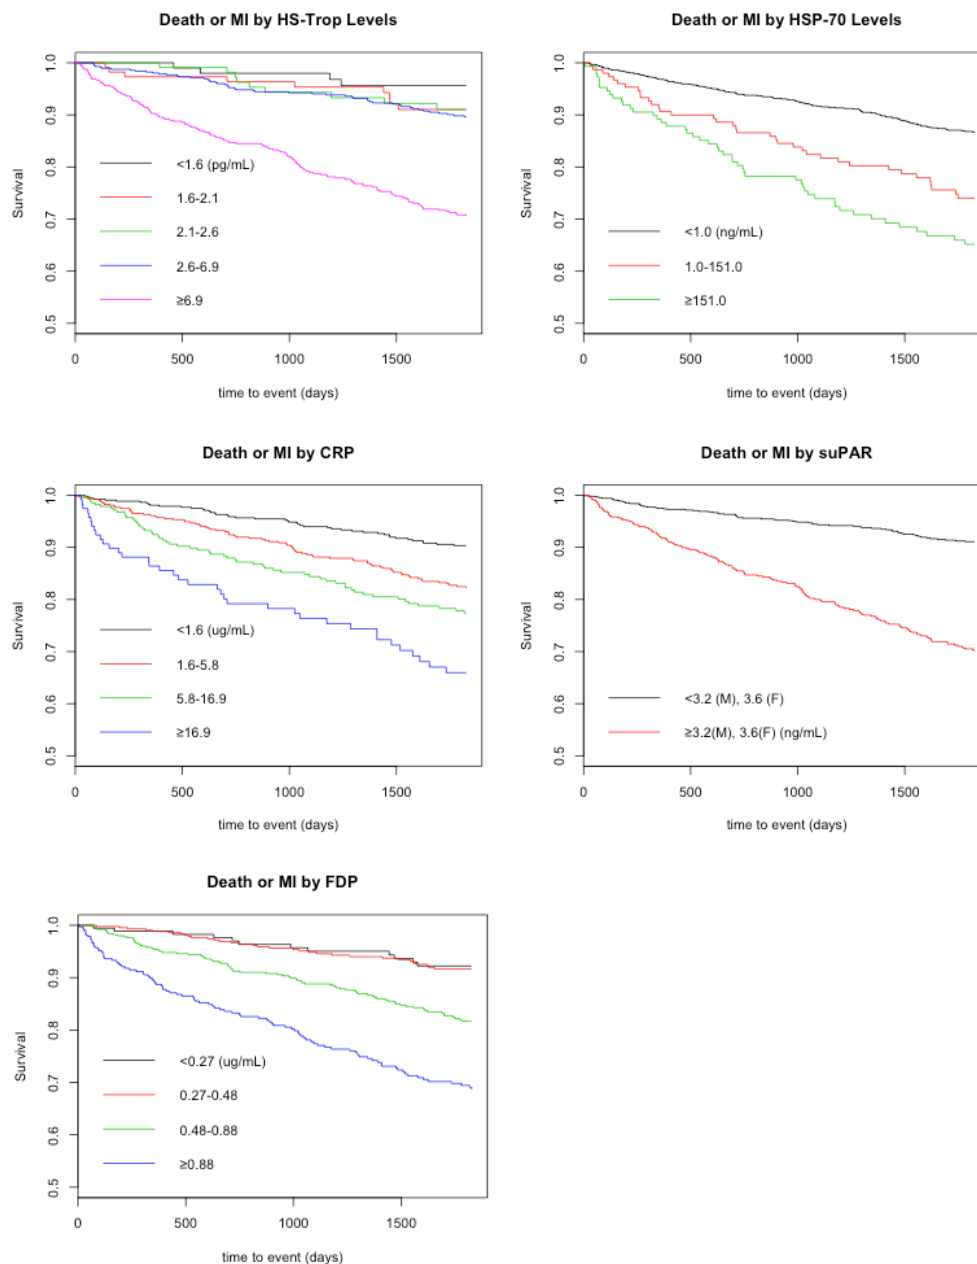 Death or MI by HS-Trop Levels
1.0
0.9
0.8
0.7
0.6
0.5
Survival
<1.6 (pg/mL)
1.6-2.1
2.1-2.6
2.6-6.9
≥6.9
0 500 1000 1500
time to event (days)
Death or MI by HSP-70 Levels
1.0
0.9
0.8
0.7
0.6
0.5
Survival
<1.0 (ng/mL)
1.0-151.0
≥151.0
0 500 1000 1500
time to event (days)
Death or MI by CRP
1.0
0.9
0.8
0.7
0.6
0.5
Survival
<1.6 (ug/mL)
1.6-5.8
5.8-16.9
≥16.9
0 500 1000 1500
time to event (days)
Death or MI by suPAR
1.0
0.9
0.8
0.7
0.6
0.5
Survival
<3.2 (M), 3.6 (F)
≥3.2(M), 3.6(F) (ng/mL)
0 500 1000 1500
time to event (days)
Death or MI by FDP
1.0
0.9
0.8
0.7
0.6
0.5
Survival
<0.27 (ug/mL)
0.27-0.48
0.48-0.88
≥0.88
0 500 1000 1500
time to event (days)